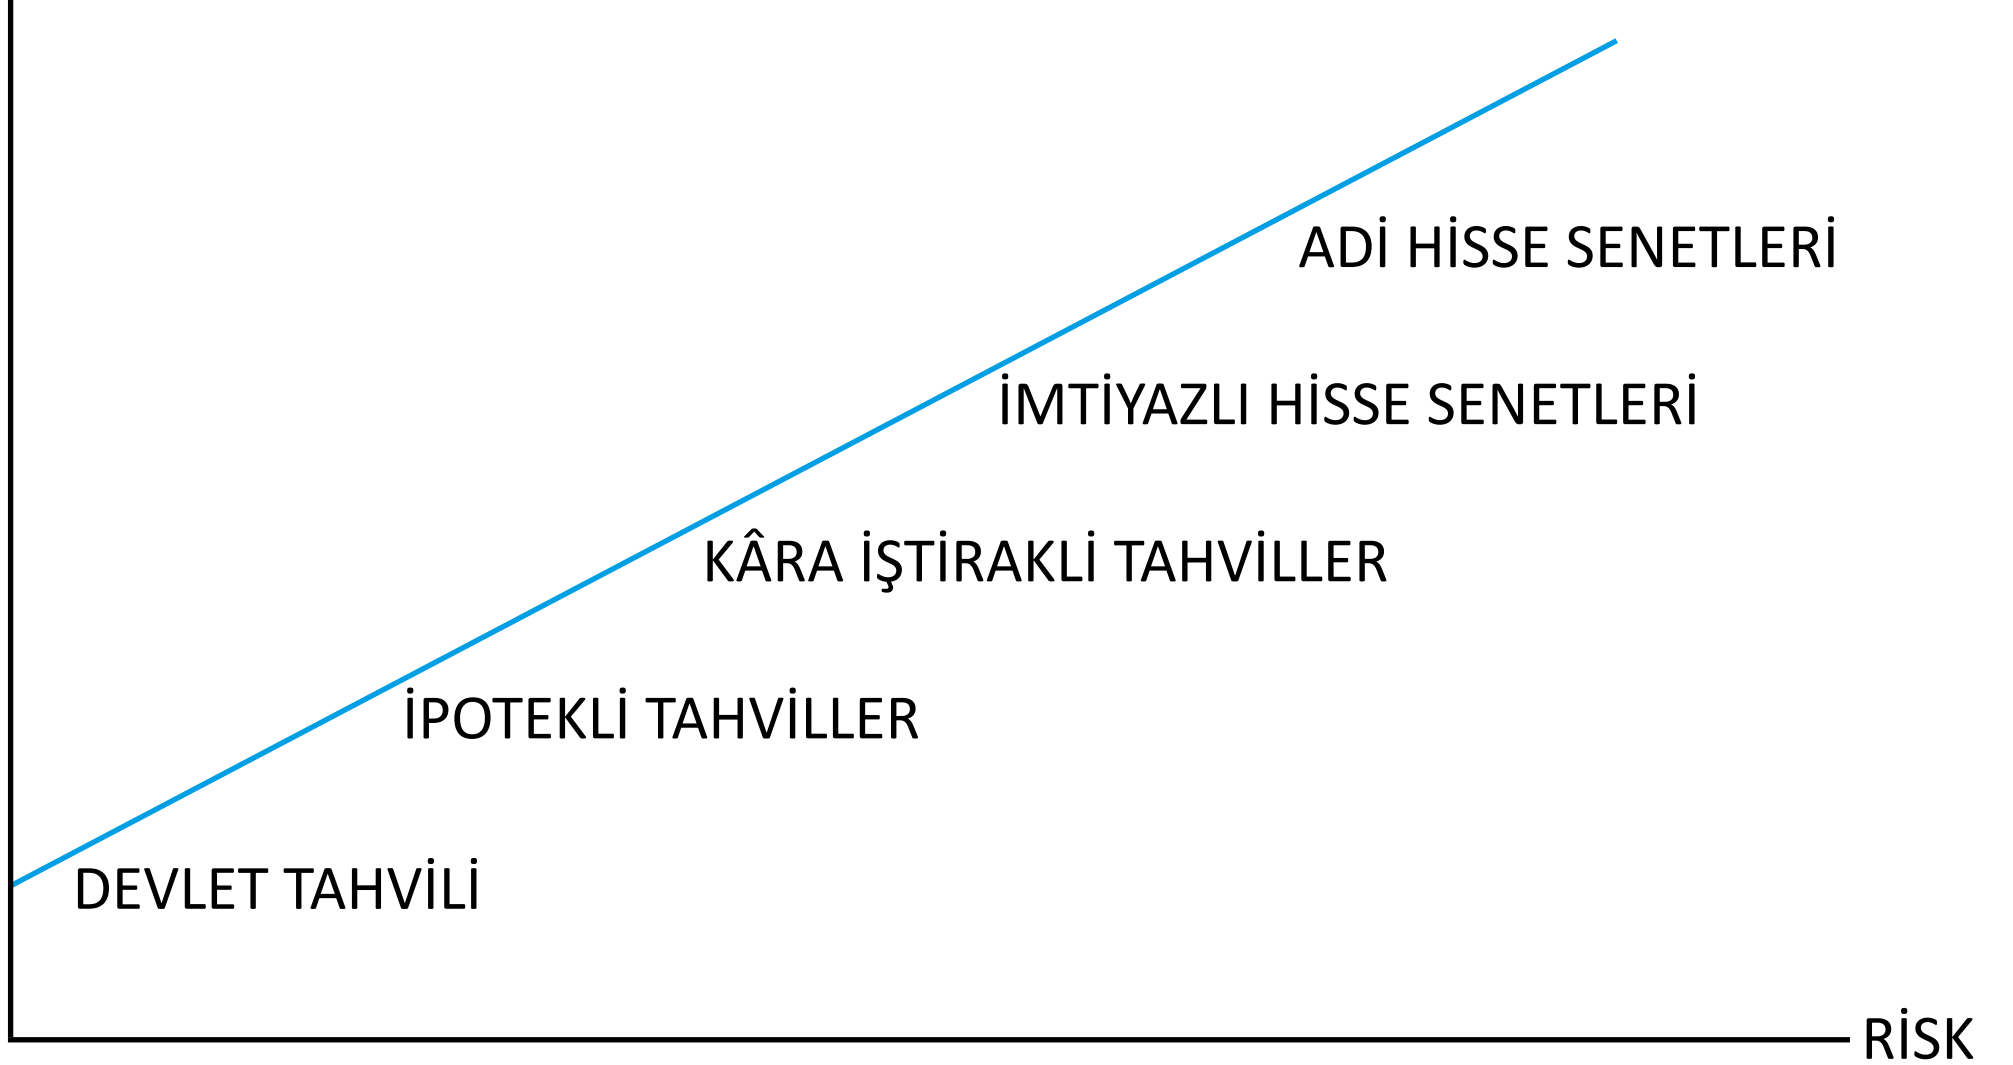 ADİ HİSSE SENETLERİ
İMTİYAZLI HİSSE SENETLERİ
KÂRA İŞTİRAKLİ TAHVİLLER
İPOTEKLİ TAHVİLLER
DEVLET TAHVİLİ
RİSK